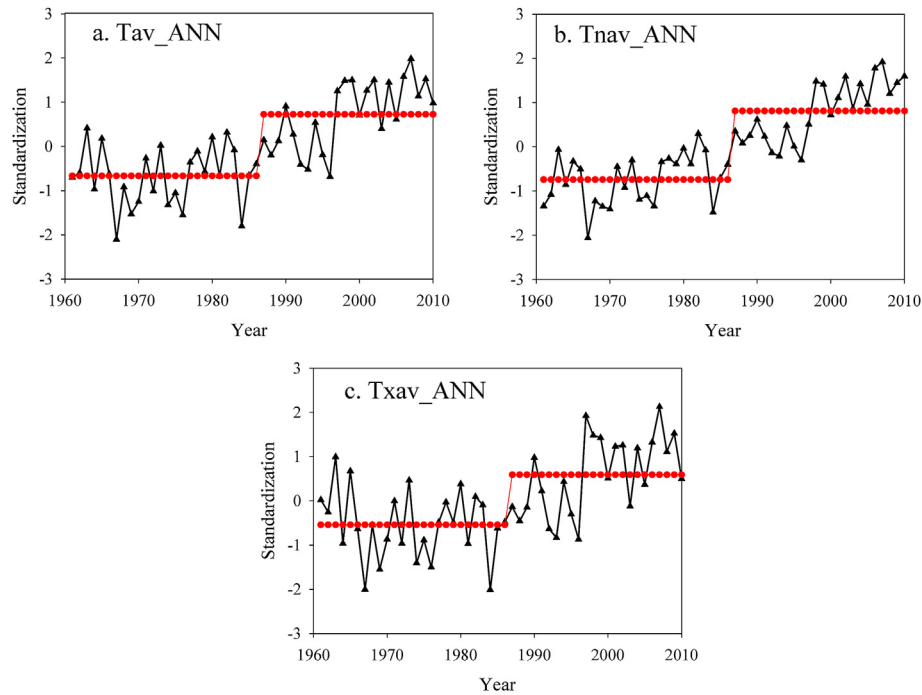 a. Tav_ANN
3
2
1
0
-1
-2
-3
Standardization
1960 1970 1980 1990 2000 2010
Year
b. Tnav_ANN
3
2
1
0
-1
-2
-3
Standardization
1960 1970 1980 1990 2000 2010
Year
c. Txav_ANN
3
2
1
0
-1
-2
-3
Standardization
1960 1970 1980 1990 2000 2010
Year